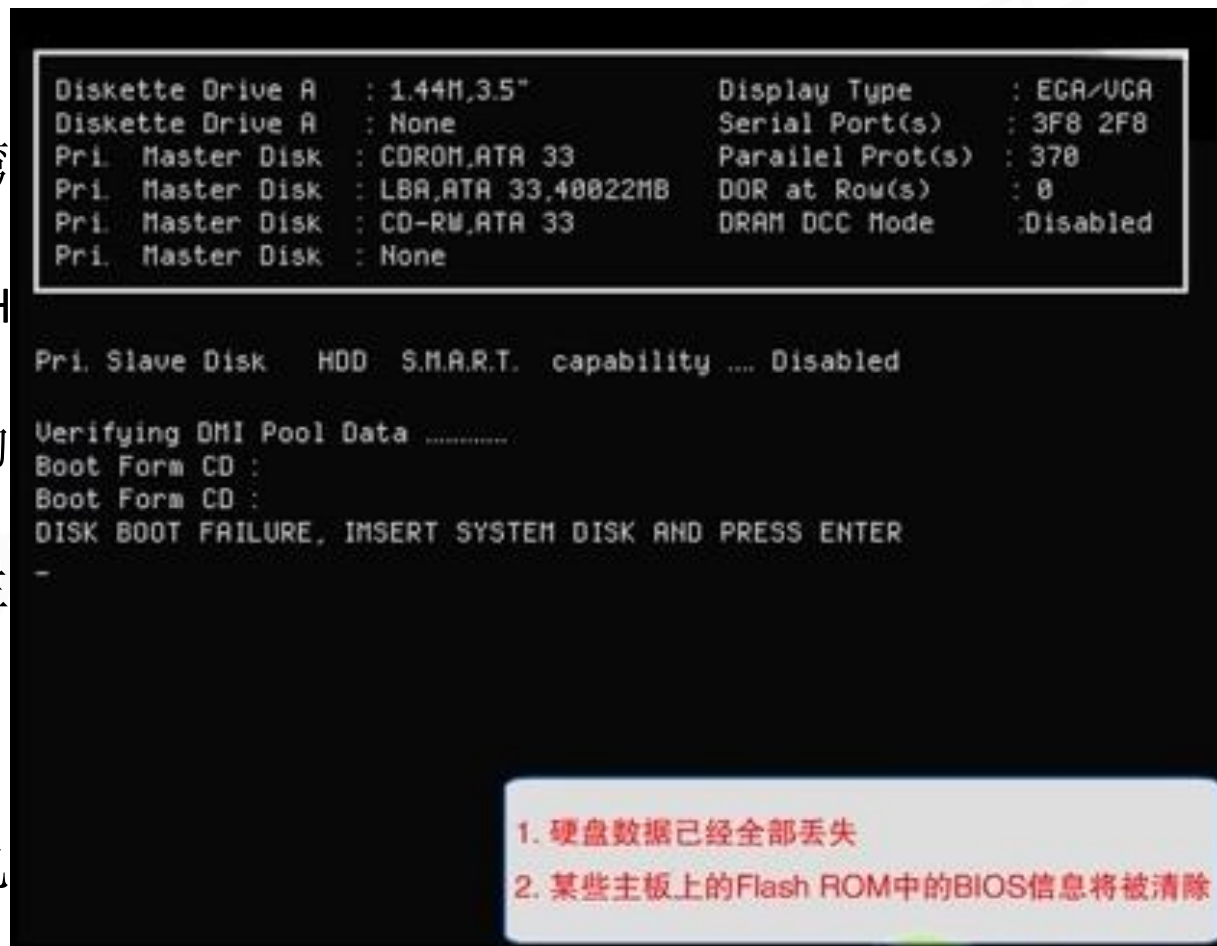 Diskette Drive A : 1.44M,3.5" Display Type : EGA/VGA
Diskette Drive A : None Serial Port(s) : 3F8 2F8
Pri. Master Disk : CDROM,ATA 33 Parailel Prot(s) : 370
Pri. Master Disk : LBA,ATA 33,40022MB DOR at Row(s) : 0
Pri. Master Disk : CD-RW,ATA 33 DRAM DCC Mode :Disabled
Pri. Master Disk : None
Pri. Slave Disk HDD S.M.A.R.T. capability .... Disabled
Verifying DMI Pool Data ............
Boot Form CD :
Boot Form CD :
DISK BOOT FAILURE, INSERT SYSTEM DISK AND PRESS ENTER
1. 硬盘数据已经全部丢失
2. 某些主板上的Flash ROM中的BIOS信息将被清除